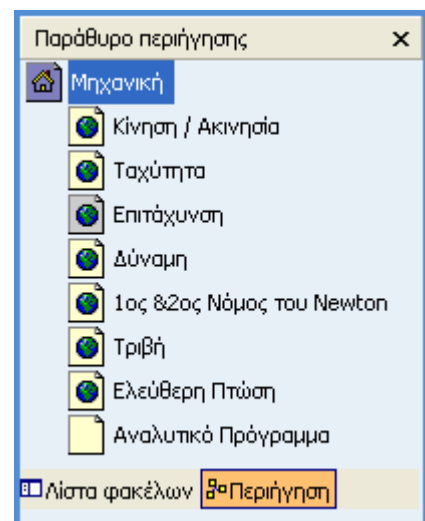 Παράθυρο περιήγησης
Μηχανική
Κίνηση / Ακινησία
Ταχύτητα
Επιτάχυνση
Δύναμη
1ος &2ος Νόμος του Newton
Τριβή
Ελεύθερη Πτώση
Αναλυτικό Πρόγραμμα
Λίστα φακέλων Περιήγηση